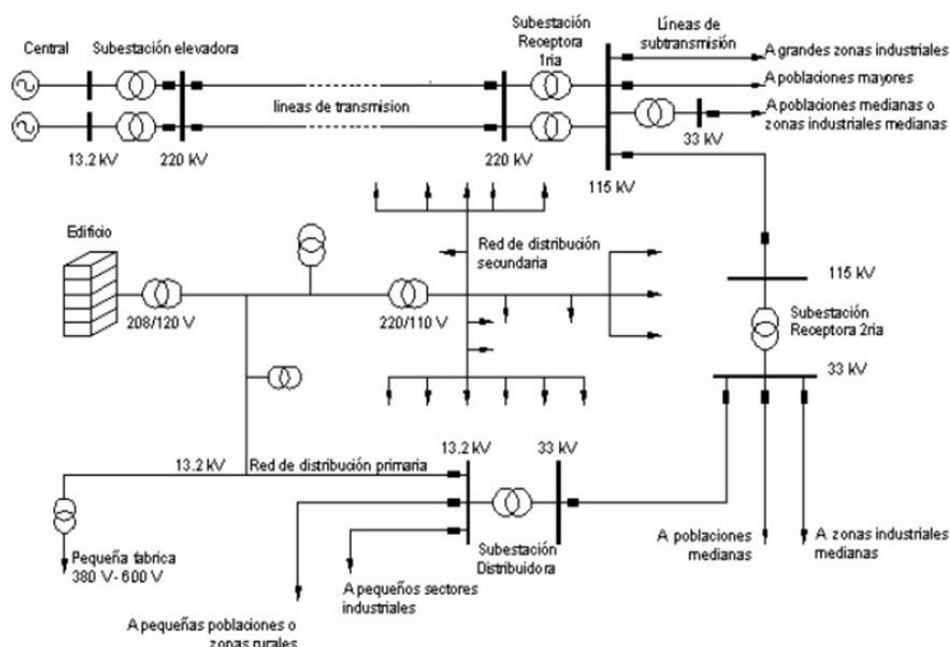 Central
Subestación elevadora
Subestación
Receptora
1ria
Líneas de
subtransmisión
A grandes zonas industriales
A poblaciones mayores
A poblaciones medianas o
zonas industriales medianas
lineas de transmision
13.2 kV
220 kV
220 kV
33 kV
115 kV
Edificio
208/120 V
220/110 V
Red de distribución
secundaria
115 kV
Subestación
Receptora 2ria
33 kV
13.2 kV
Red de distribución primaria
13.2 kV
33 kV
Pequeña fabrica
380 V- 600 V
Subestación
Distribuidora
A poblaciones
medianas
A zonas industriales
medianas
A pequeños sectores
industriales
A pequeñas poblaciones o
zonas rurales